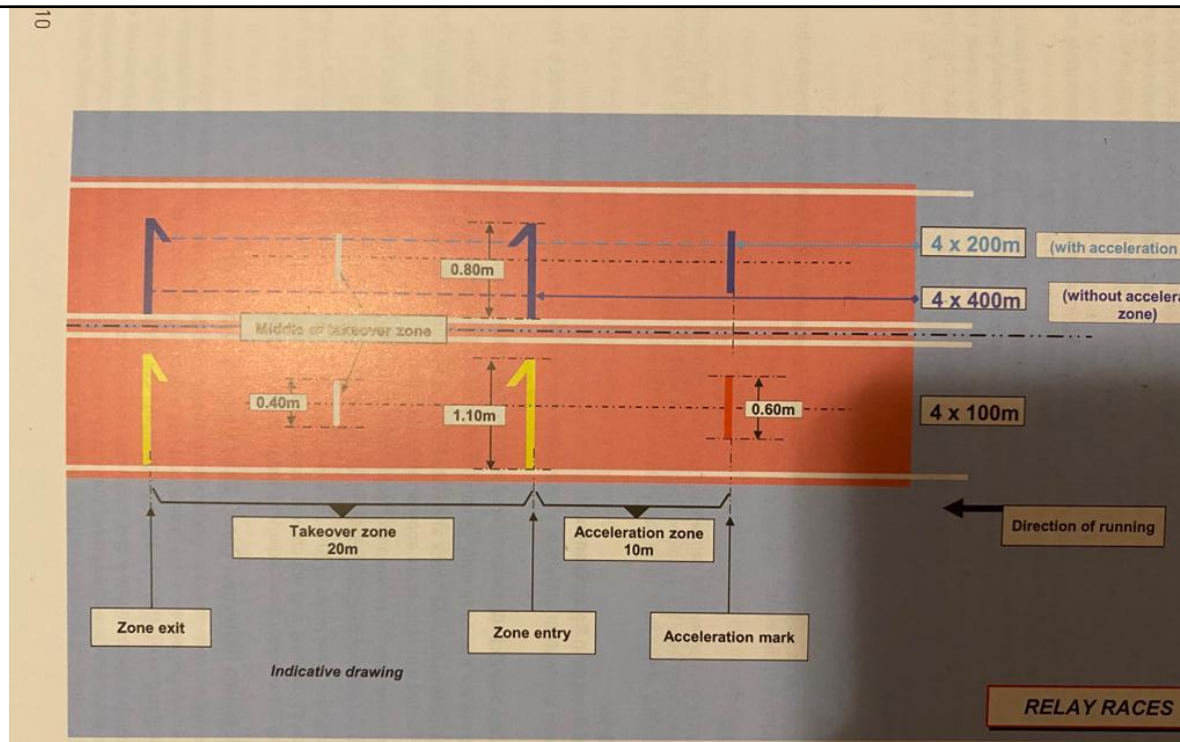 10
0.80m
4 x 200m
(with acceleration
4 x 400m
(without accelera
zone)
Middle of takeover zone
0.40m
1.10m
0.60m
4 x 100m
Takeover zone
20m
Acceleration zone
10m
Direction of running
Zone exit
Zone entry
Acceleration mark
Indicative drawing
RELAY RACES